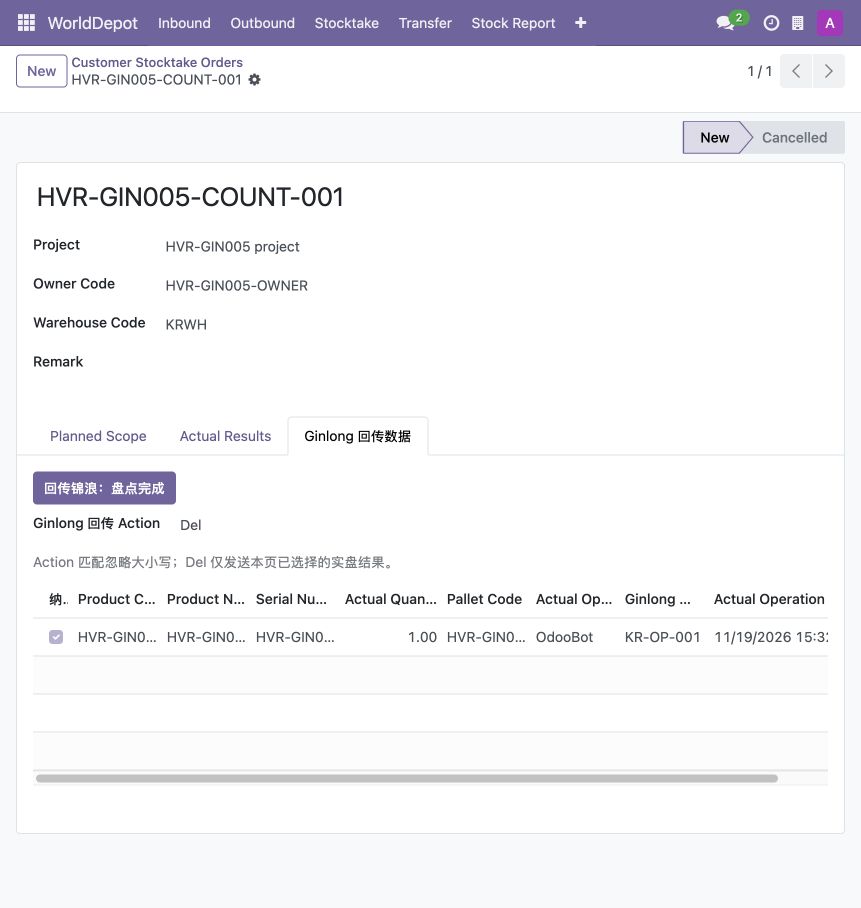 WorldDepot Inbound Outbound Stocktake Transfer Stock Report + 2 A
New Customer Stocktake Orders
HVR-GIN005-COUNT-001
1 / 1
New Cancelled
HVR-GIN005-COUNT-001
Project HVR-GIN005 project
Owner Code HVR-GIN005-OWNER
Warehouse Code KRWH
Remark
Planned Scope Actual Results Ginlong 回传数据
回传锦浪：盘点完成
Ginlong 回传 Action Del
Action 匹配忽略大小写；Del 仅发送本页已选择的实盘结果。
纳... Product C... Product N... Serial Nu... Actual Quan... Pallet Code Actual Op... Ginlong ... Actual Operation
HVR-GIN0... HVR-GIN0... HVR-GIN0... 1.00 HVR-GIN0... OdooBot KR-OP-001 11/19/2026 15:32